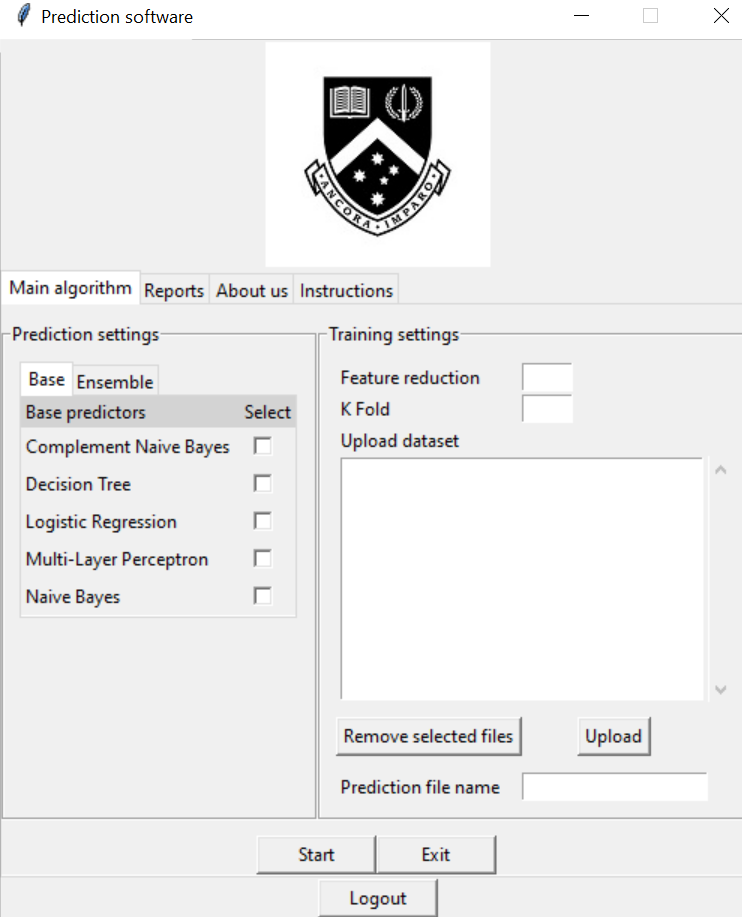 Prediction software
ANCORA IMPARO
Main algorithm Reports About us Instructions
Prediction settings
Base Ensemble
Base predictors Select
Complement Naive Bayes
Decision Tree
Logistic Regression
Multi-Layer Perceptron
Naive Bayes
Training settings
Feature reduction
K Fold
Upload dataset
Remove selected files Upload
Prediction file name
Start Exit
Logout